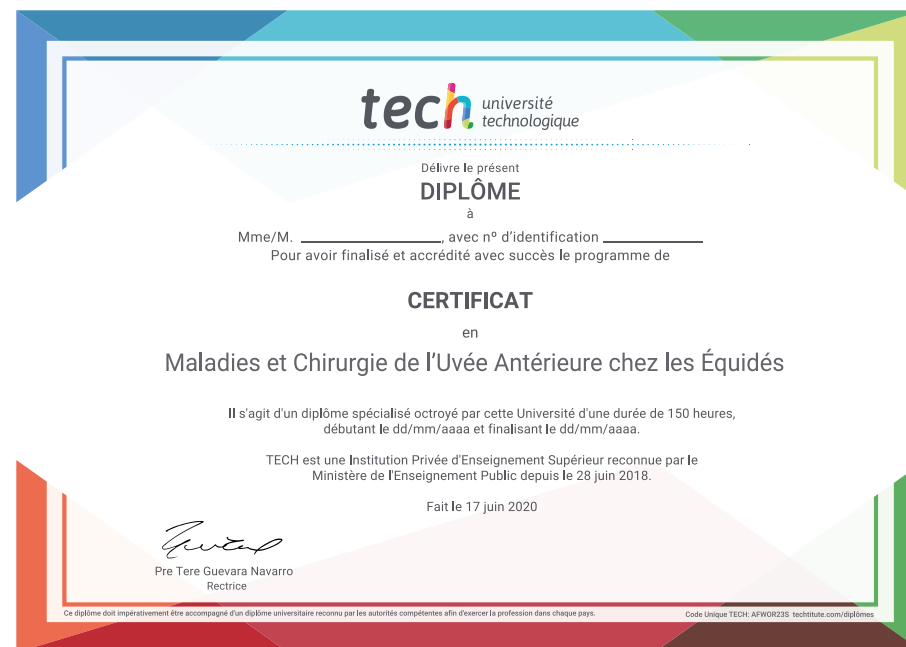 tech université
technologique
Délivre le présent
DIPLÔME
à
Mme/M. ____________________, avec nº d'identification ______________
Pour avoir finalisé et accrédité avec succès le programme de
CERTIFICAT
en
Maladies et Chirurgie de l'Uvée Antérieure chez les Équidés
Il s'agit d'un diplôme spécialisé octroyé par cette Université d'une durée de 150 heures,
débutant le dd/mm/aaaa et finalisant le dd/mm/aaaa.
TECH est une Institution Privée d'Enseignement Supérieur reconnue par le
Ministère de l'Enseignement Public depuis le 28 juin 2018.
Fait le 17 juin 2020
Pre Tere Guevara Navarro
Rectrice
Ce diplôme doit impérativement être accompagné d'un diplôme universitaire reconnu par les autorités compétentes afin d'exercer la profession dans chaque pays.
Code Unique TECH: AFWOR23S techtitute.com/diplômes